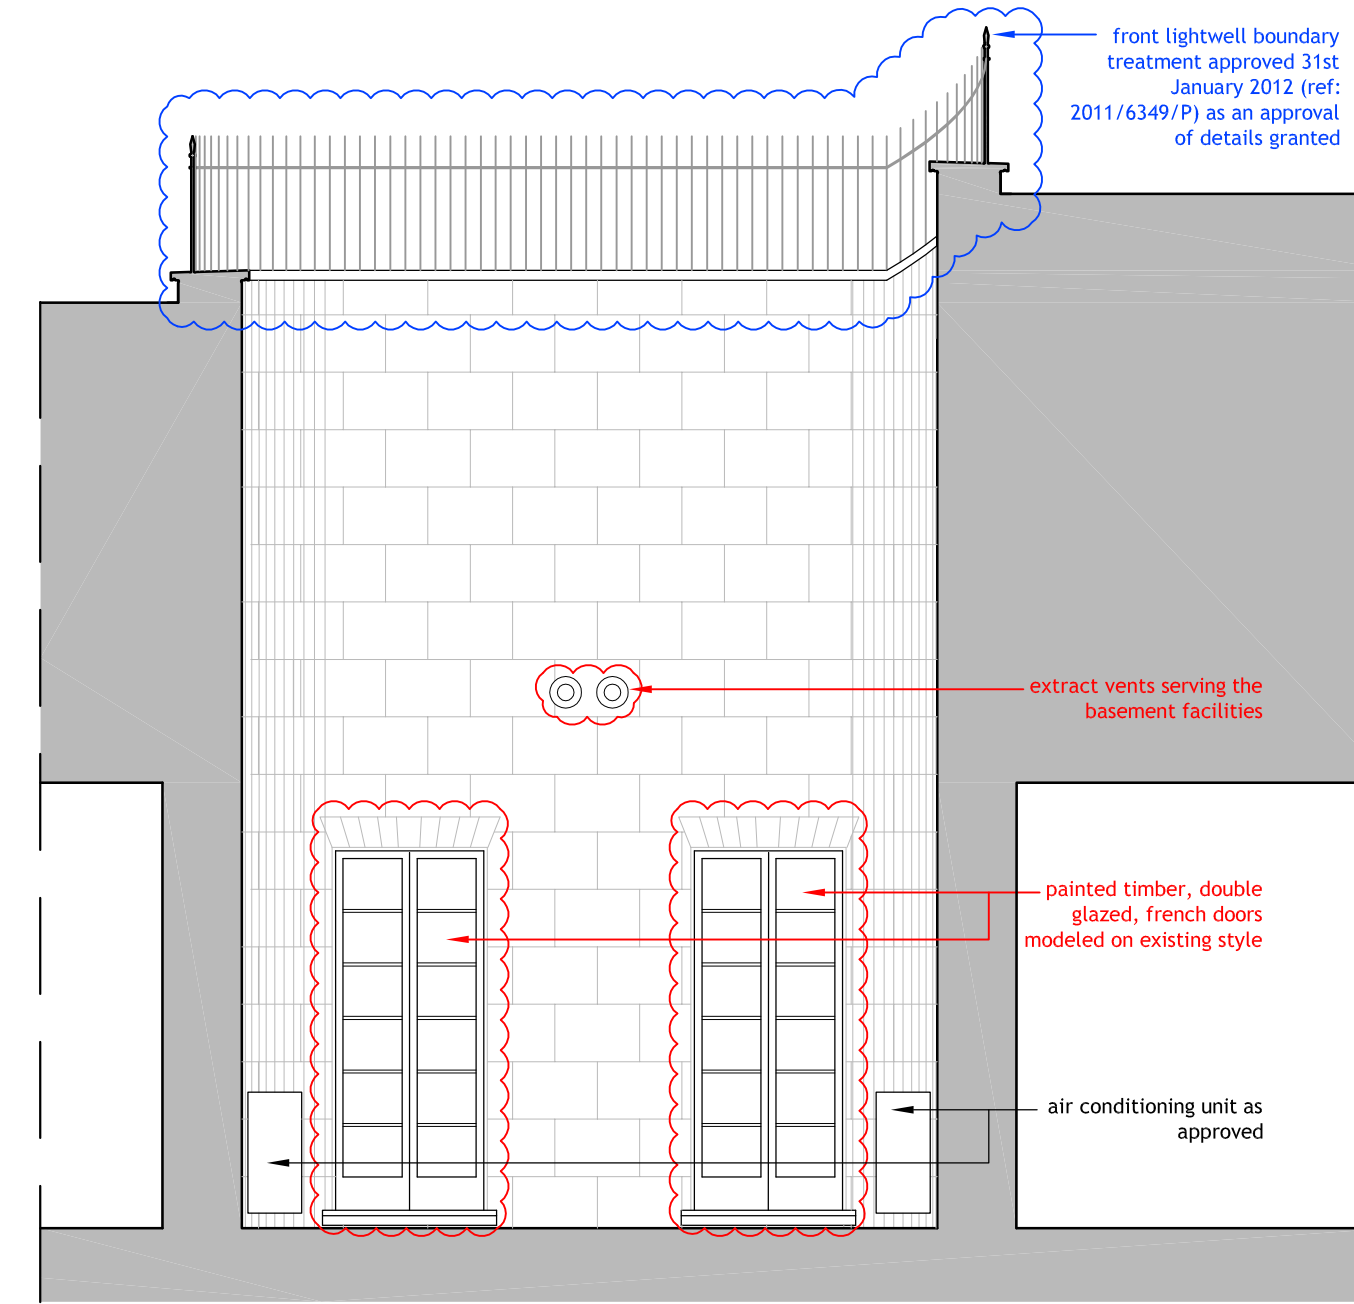 front lightwell boundary
treatment approved 31st
January 2012 (ref:
2011/6349/P) as an approval
of details granted
extract vents serving the
basement facilities
painted timber, double
glazed, french doors
modeled on existing style
air conditioning unit as
approved